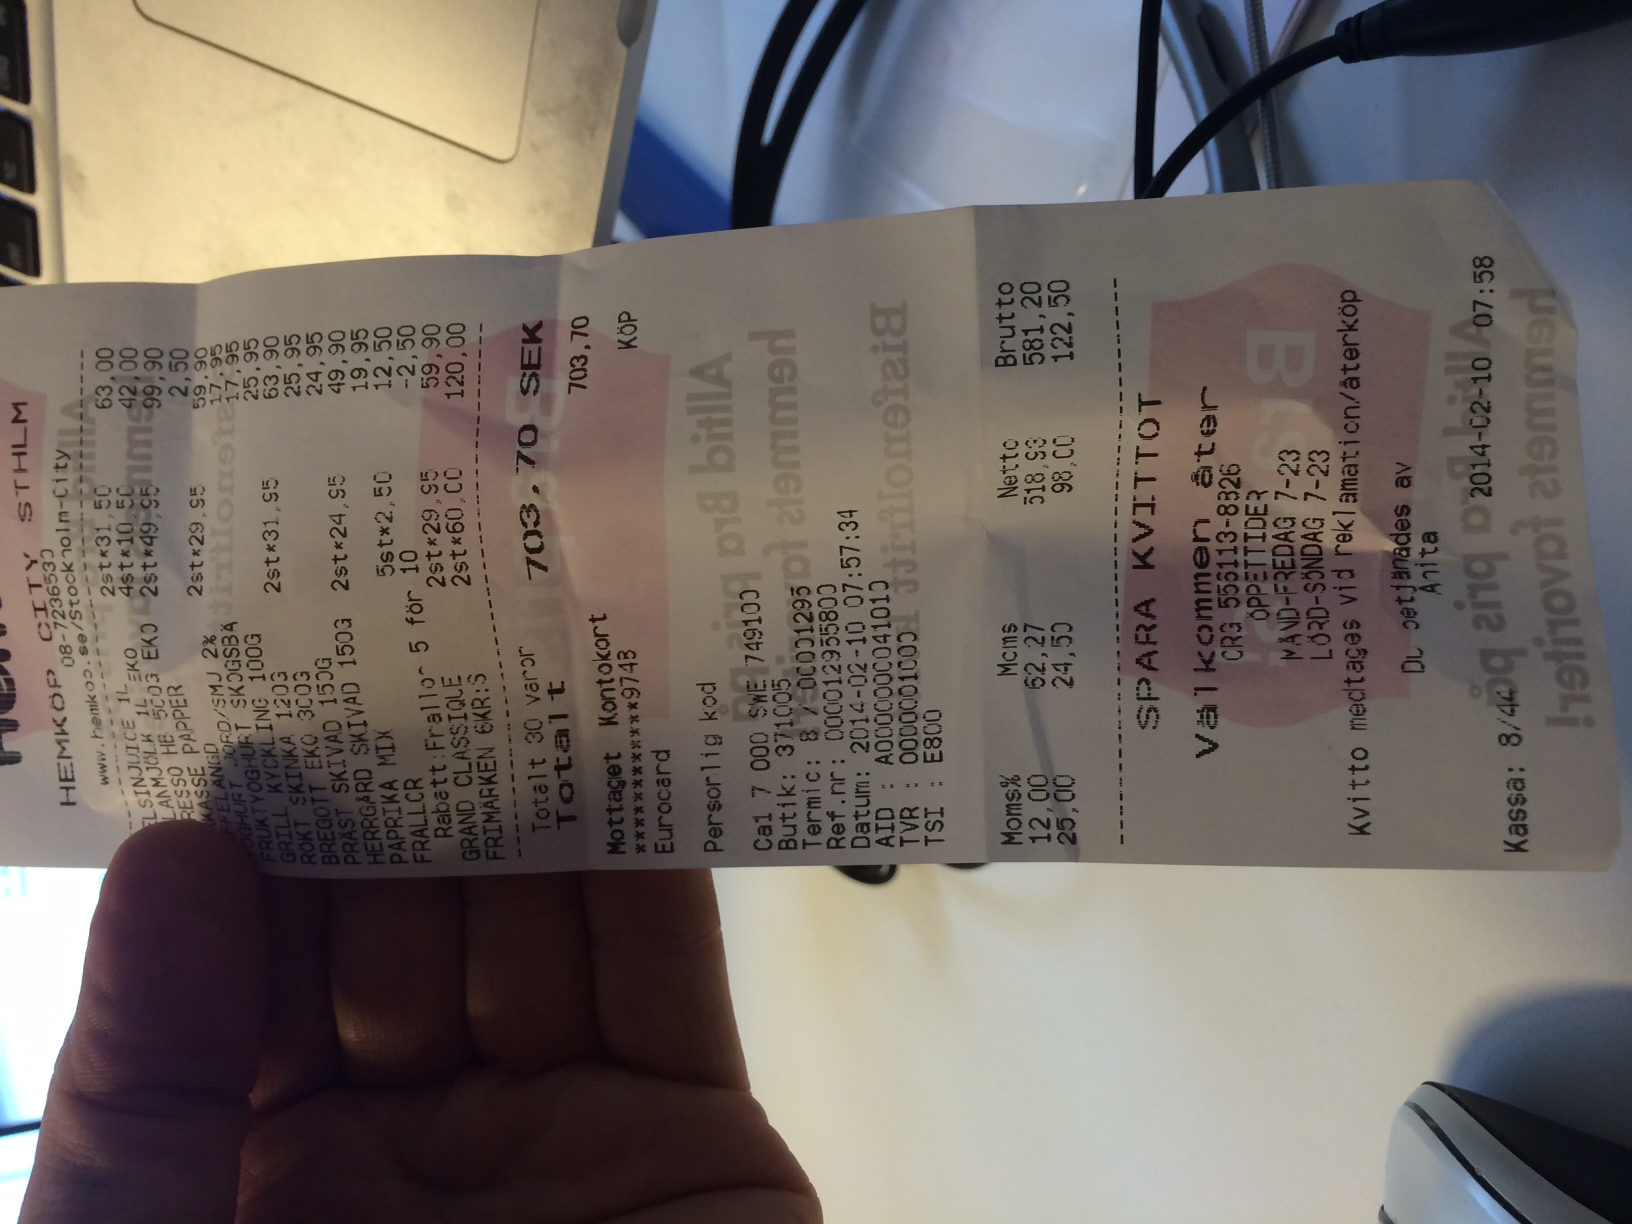 HEMKÖP CITY STHLM
08-7236530
www.hemkop.se/Stockholm-City
ELSINJUICE 1L 2st*31,50 63,00
LANMJÖLK 1L EKO 4st*10,50 42,00
RESSO HE 500G EKO 2st*49,95 99,90
KASSE PAPPER 2,50
FFELÄNGD 2st*29,95 59,90
YOGHURT JORD/SMJ 2% 17,95
FRUKTYOGHURT SKOGSBÄ 17,95
GRILL KYCKLING 100G 25,95
RÖKT SKINKA 120G 2st*31,95 63,90
BREGOTT EKO 300G 25,95
PRÄST SKIVAD 150G 24,95
HERRGÅRD SKIVAD 150G 2st*24,95 49,90
PAPRIKA MIX 19,95
FRALLOR 5st*2,50 12,50
Rabatt:Frallor 5 för 10 -2,50
GRAND CLASSIQUE 2st*29,95 59,90
FRIMÄRKEN 6KR:S 2st*60,00 120,00
Totalt 30 varor
Totalt 703,70 SEK
Mottaget Kontokort 703,70
************9748 KÖP
Eurocard
Personlig kod
Ca1 7 000 SWE 749100
Butik: 371005
Termid: 8 / 00001295
Ref.nr: 000012955800
Datum: 2014-02-10 07:57:34
AID : A0000000041010
TVR : 0000001000
TSI : E800
Moms% Moms Netto Brutto
12,00 62,27 518,93 581,20
25,00 24,50 98,00 122,50
SPARA KVITTOT
Välkommen åter
ORG 556113-8826
ÖPPETTIDER
MÅND-FREDAG 7-23
LÖRD-SÖNDAG 7-23
Kvitto medtages vid reklamation/återköp
Du betjänades av
Anita
2014-02-10 07:58
Kassa: 8/44